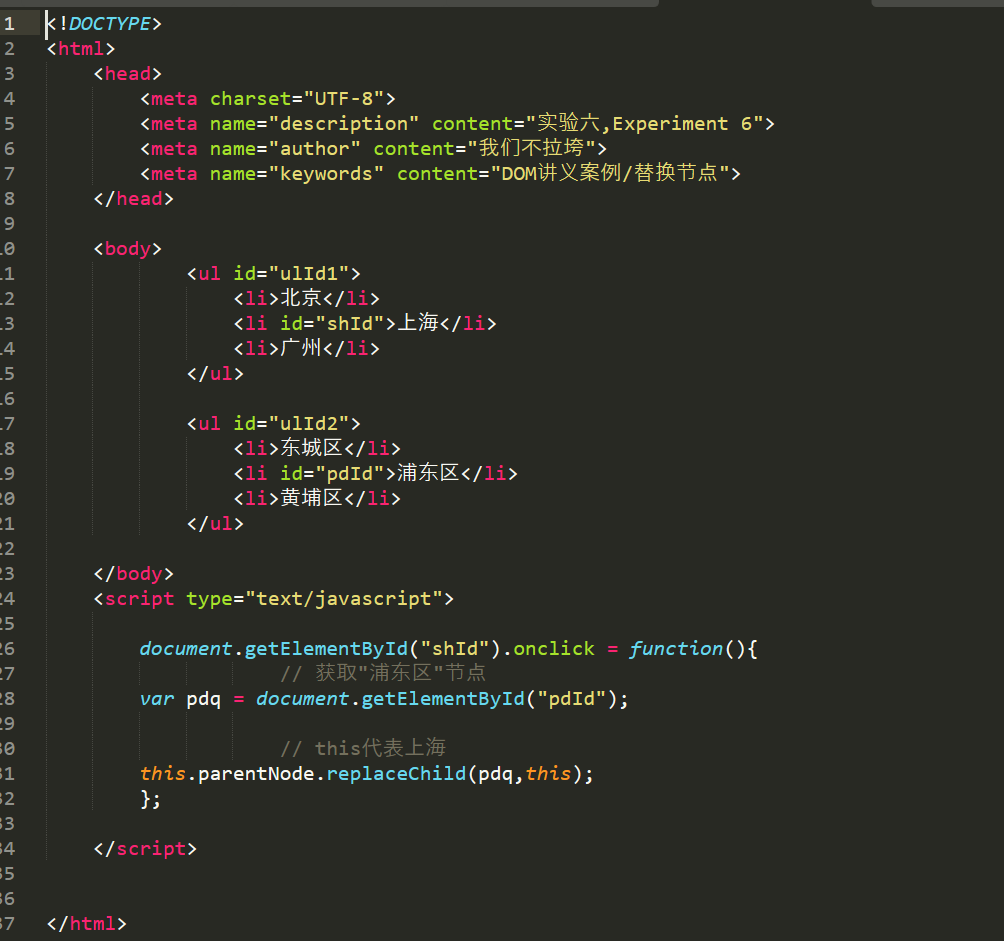 1 <!DOCTYPE>
2 <html>
3 <head>
4 <meta charset="UTF-8">
5 <meta name="description" content="实验六,Experiment 6">
6 <meta name="author" content="我们不拉垮">
7 <meta name="keywords" content="DOM讲义案例/替换节点">
8 </head>
9
10 <body>
11 <ul id="ulId1">
12 <li>北京</li>
13 <li id="shId">上海</li>
14 <li>广州</li>
15 </ul>
16
17 <ul id="ulId2">
18 <li>东城区</li>
19 <li id="pdId">浦东区</li>
20 <li>黄埔区</li>
21 </ul>
22
23 </body>
24 <script type="text/javascript">
25
26 document.getElementById("shId").onclick = function(){
27 // 获取"浦东区"节点
28 var pdq = document.getElementById("pdId");
29
30 // this代表上海
31 this.parentNode.replaceChild(pdq,this);
32 };
33
34 </script>
35
36
37 </html>